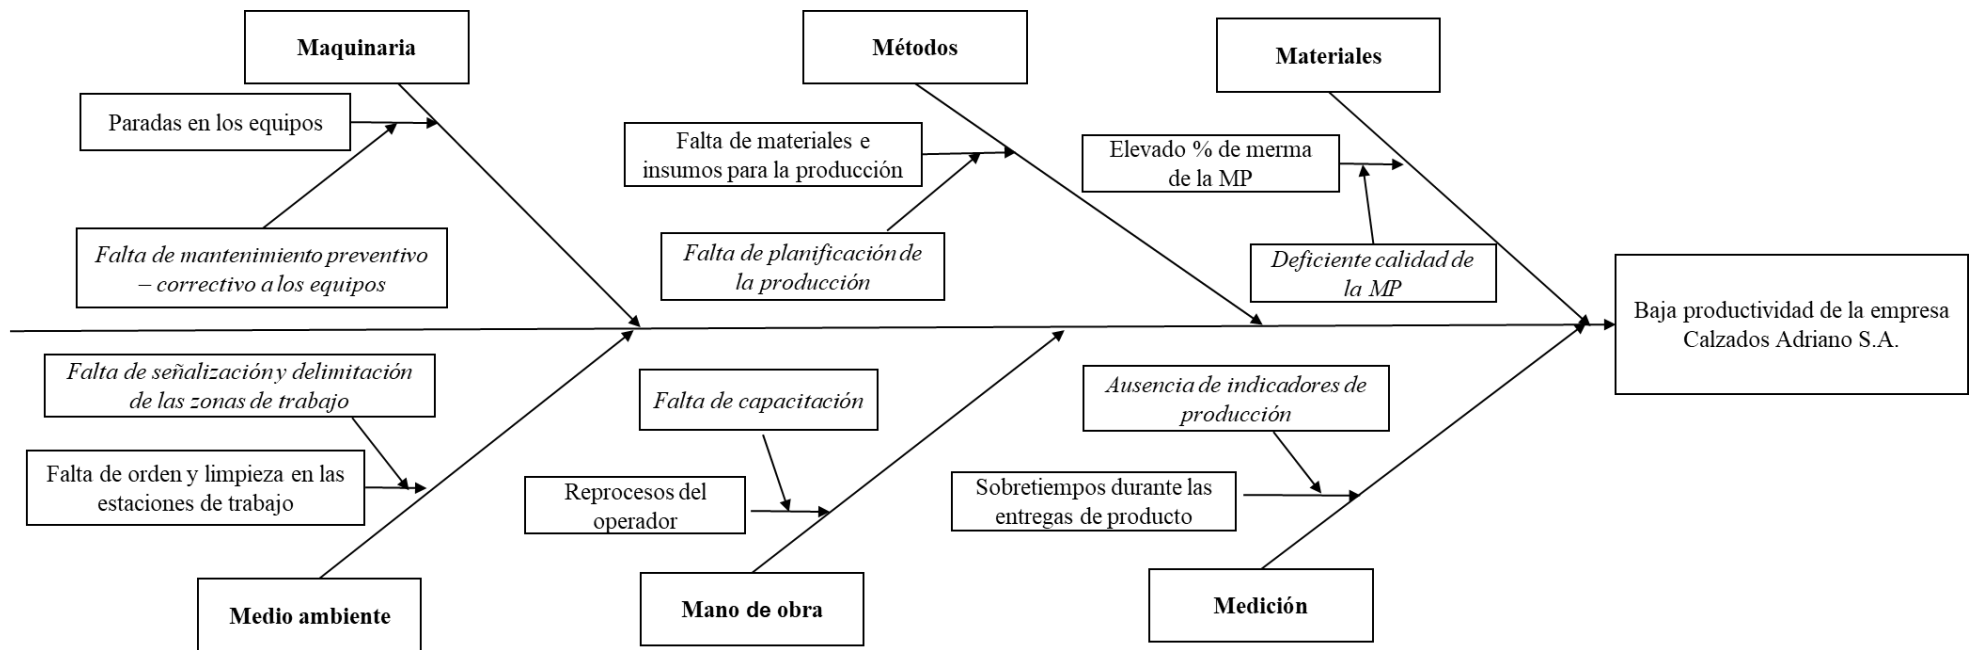 Maquinaria
Métodos
Materiales
Paradas en los equipos
Falta de materiales e
insumos para la producción
Elevado % de merma
de la MP
Falta de mantenimiento preventivo
– correctivo a los equipos
Falta de planificación de
la producción
Deficiente calidad de
la MP
Baja productividad de la empresa
Calzados Adriano S.A.
Falta de señalización y delimitación
de las zonas de trabajo
Falta de capacitación
Ausencia de indicadores de
producción
Falta de orden y limpieza en las
estaciones de trabajo
Reprocesos del
operador
Sobretiempos durante las
entregas de producto
Medio ambiente
Mano de obra
Medición